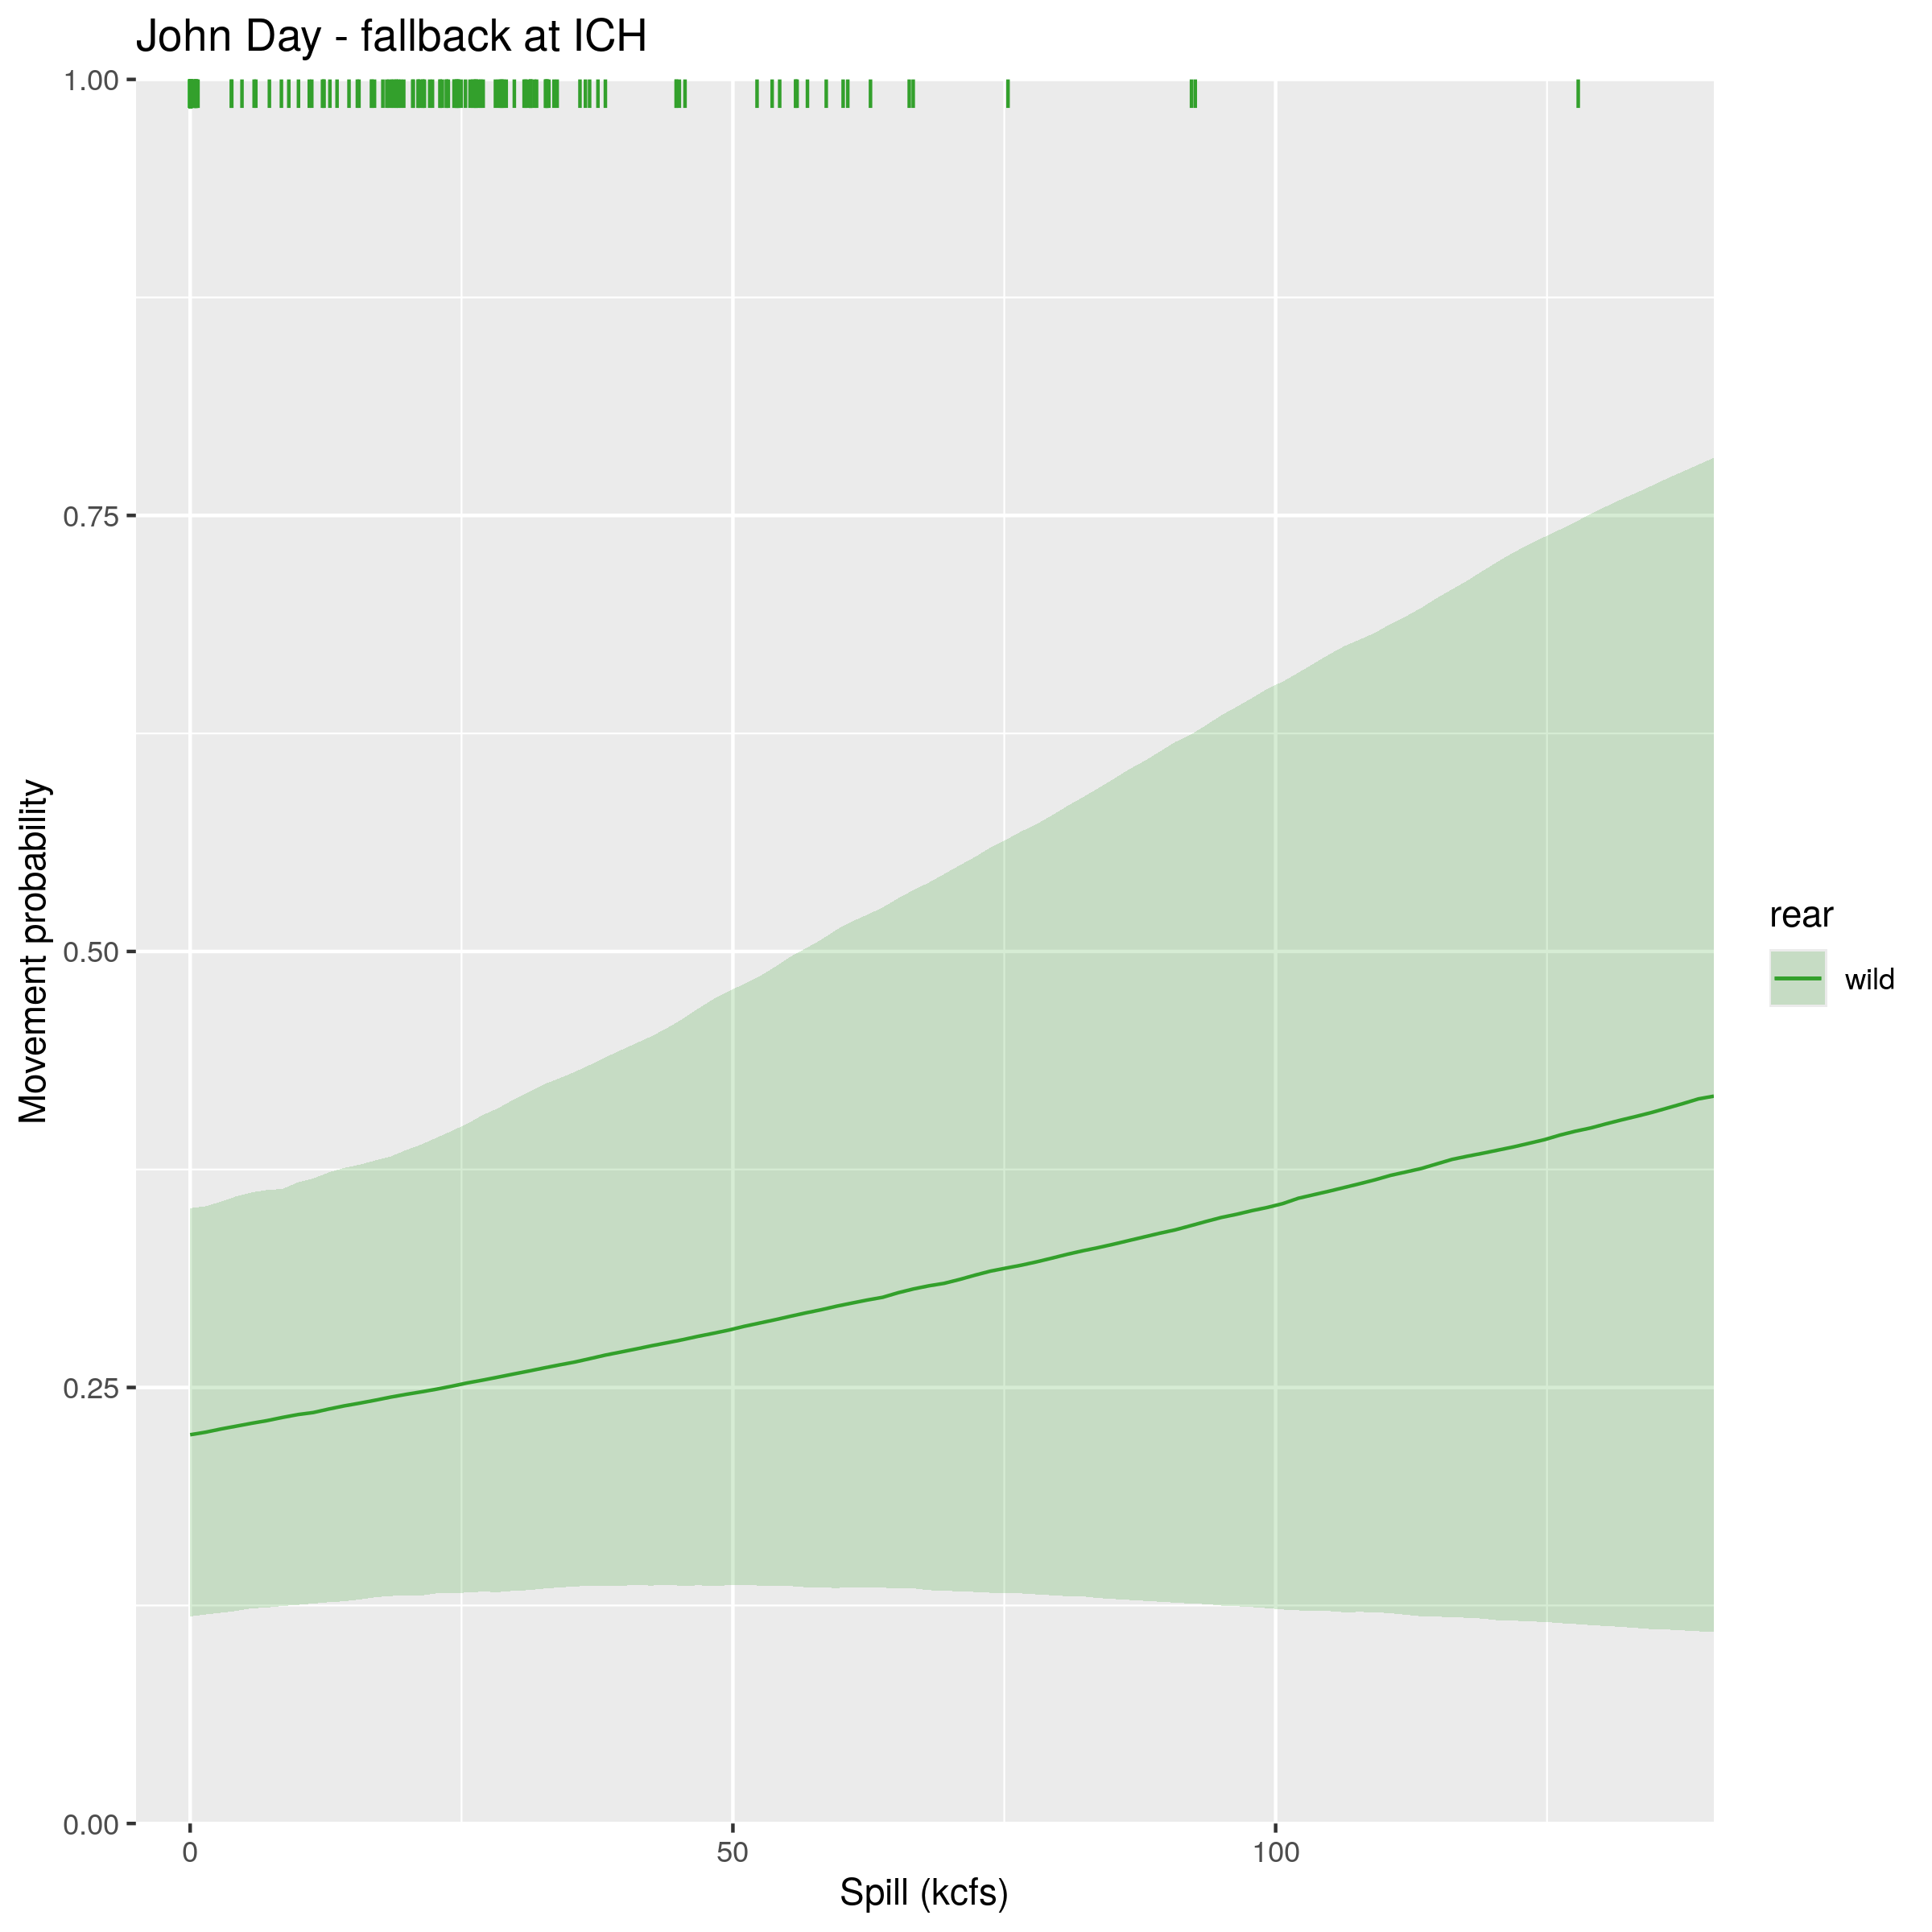 John Day - fallback at ICH
1.00
0.75
0.50
0.25
0.00
Movement probability
0
50
100
Spill (kcfs)
rear
wild